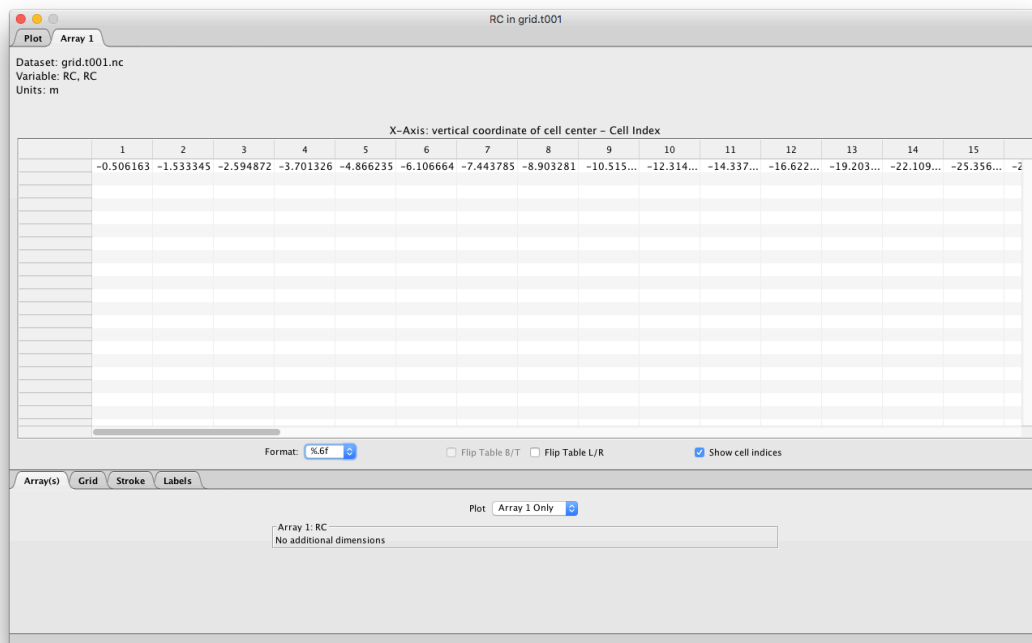 RC in grid.t001
Plot Array 1
Dataset: grid.t001.nc
Variable: RC, RC
Units: m
X-Axis: vertical coordinate of cell center - Cell Index
1 2 3 4 5 6 7 8 9 10 11 12 13 14 15
-0.506163 -1.533345 -2.594872 -3.701326 -4.866235 -6.106664 -7.443785 -8.903281 -10.515... -12.314... -14.337... -16.622... -19.203... -22.109... -25.356... -2
Format: %.6f Flip Table B/T Flip Table L/R Show cell indices
Array(s) Grid Stroke Labels
Plot Array 1 Only
Array 1: RC
No additional dimensions